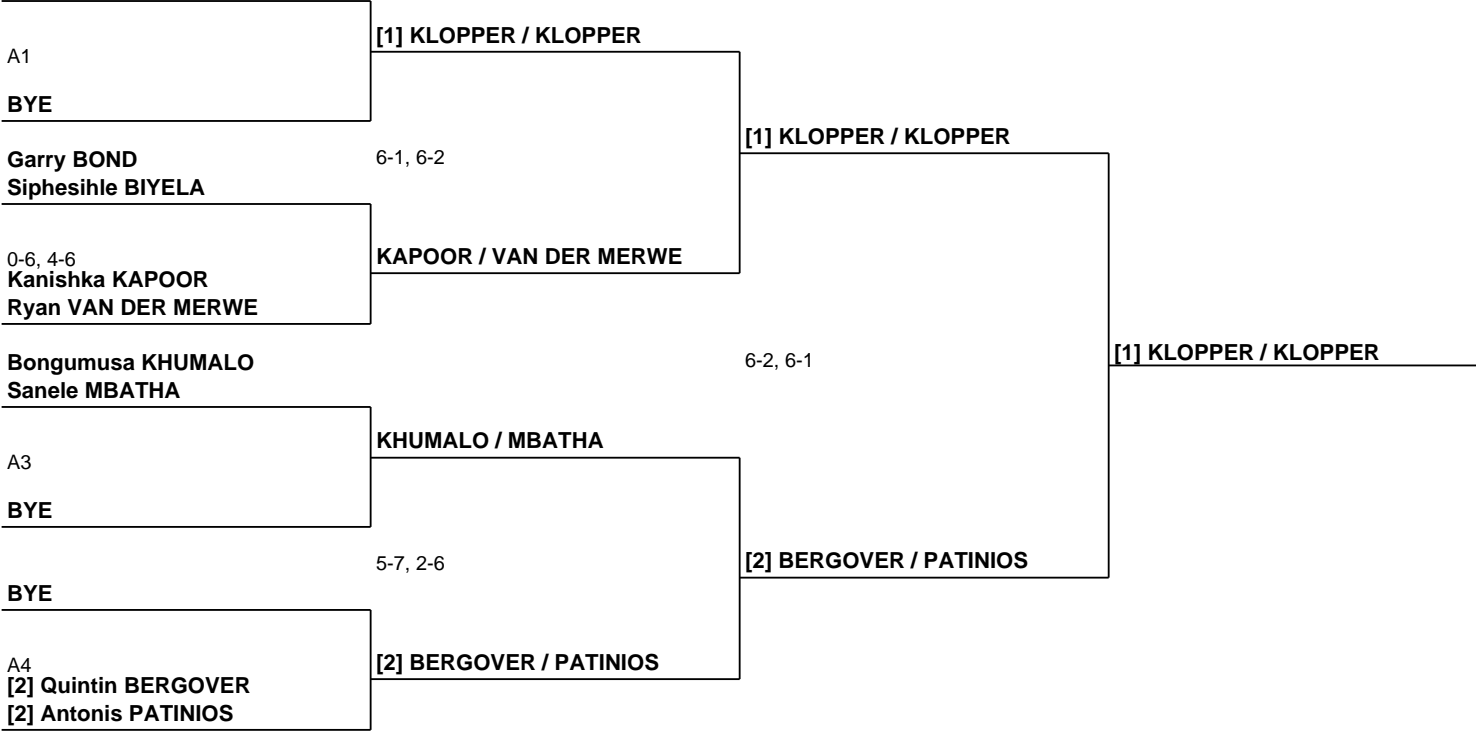 [1] KLOPPER / KLOPPER
A1
BYE
[1] KLOPPER / KLOPPER
Garry BOND
Siphesihle BIYELA
6-1, 6-2
0-6, 4-6
KAPOOR / VAN DER MERWE
Kanishka KAPOOR
Ryan VAN DER MERWE
[1] KLOPPER / KLOPPER
Bongumusa KHUMALO
Sanele MBATHA
6-2, 6-1
KHUMALO / MBATHA
A3
BYE
5-7, 2-6
[2] BERGOVER / PATINIOS
BYE
A4
[2] BERGOVER / PATINIOS
[2] Quintin BERGOVER
[2] Antonis PATINIOS